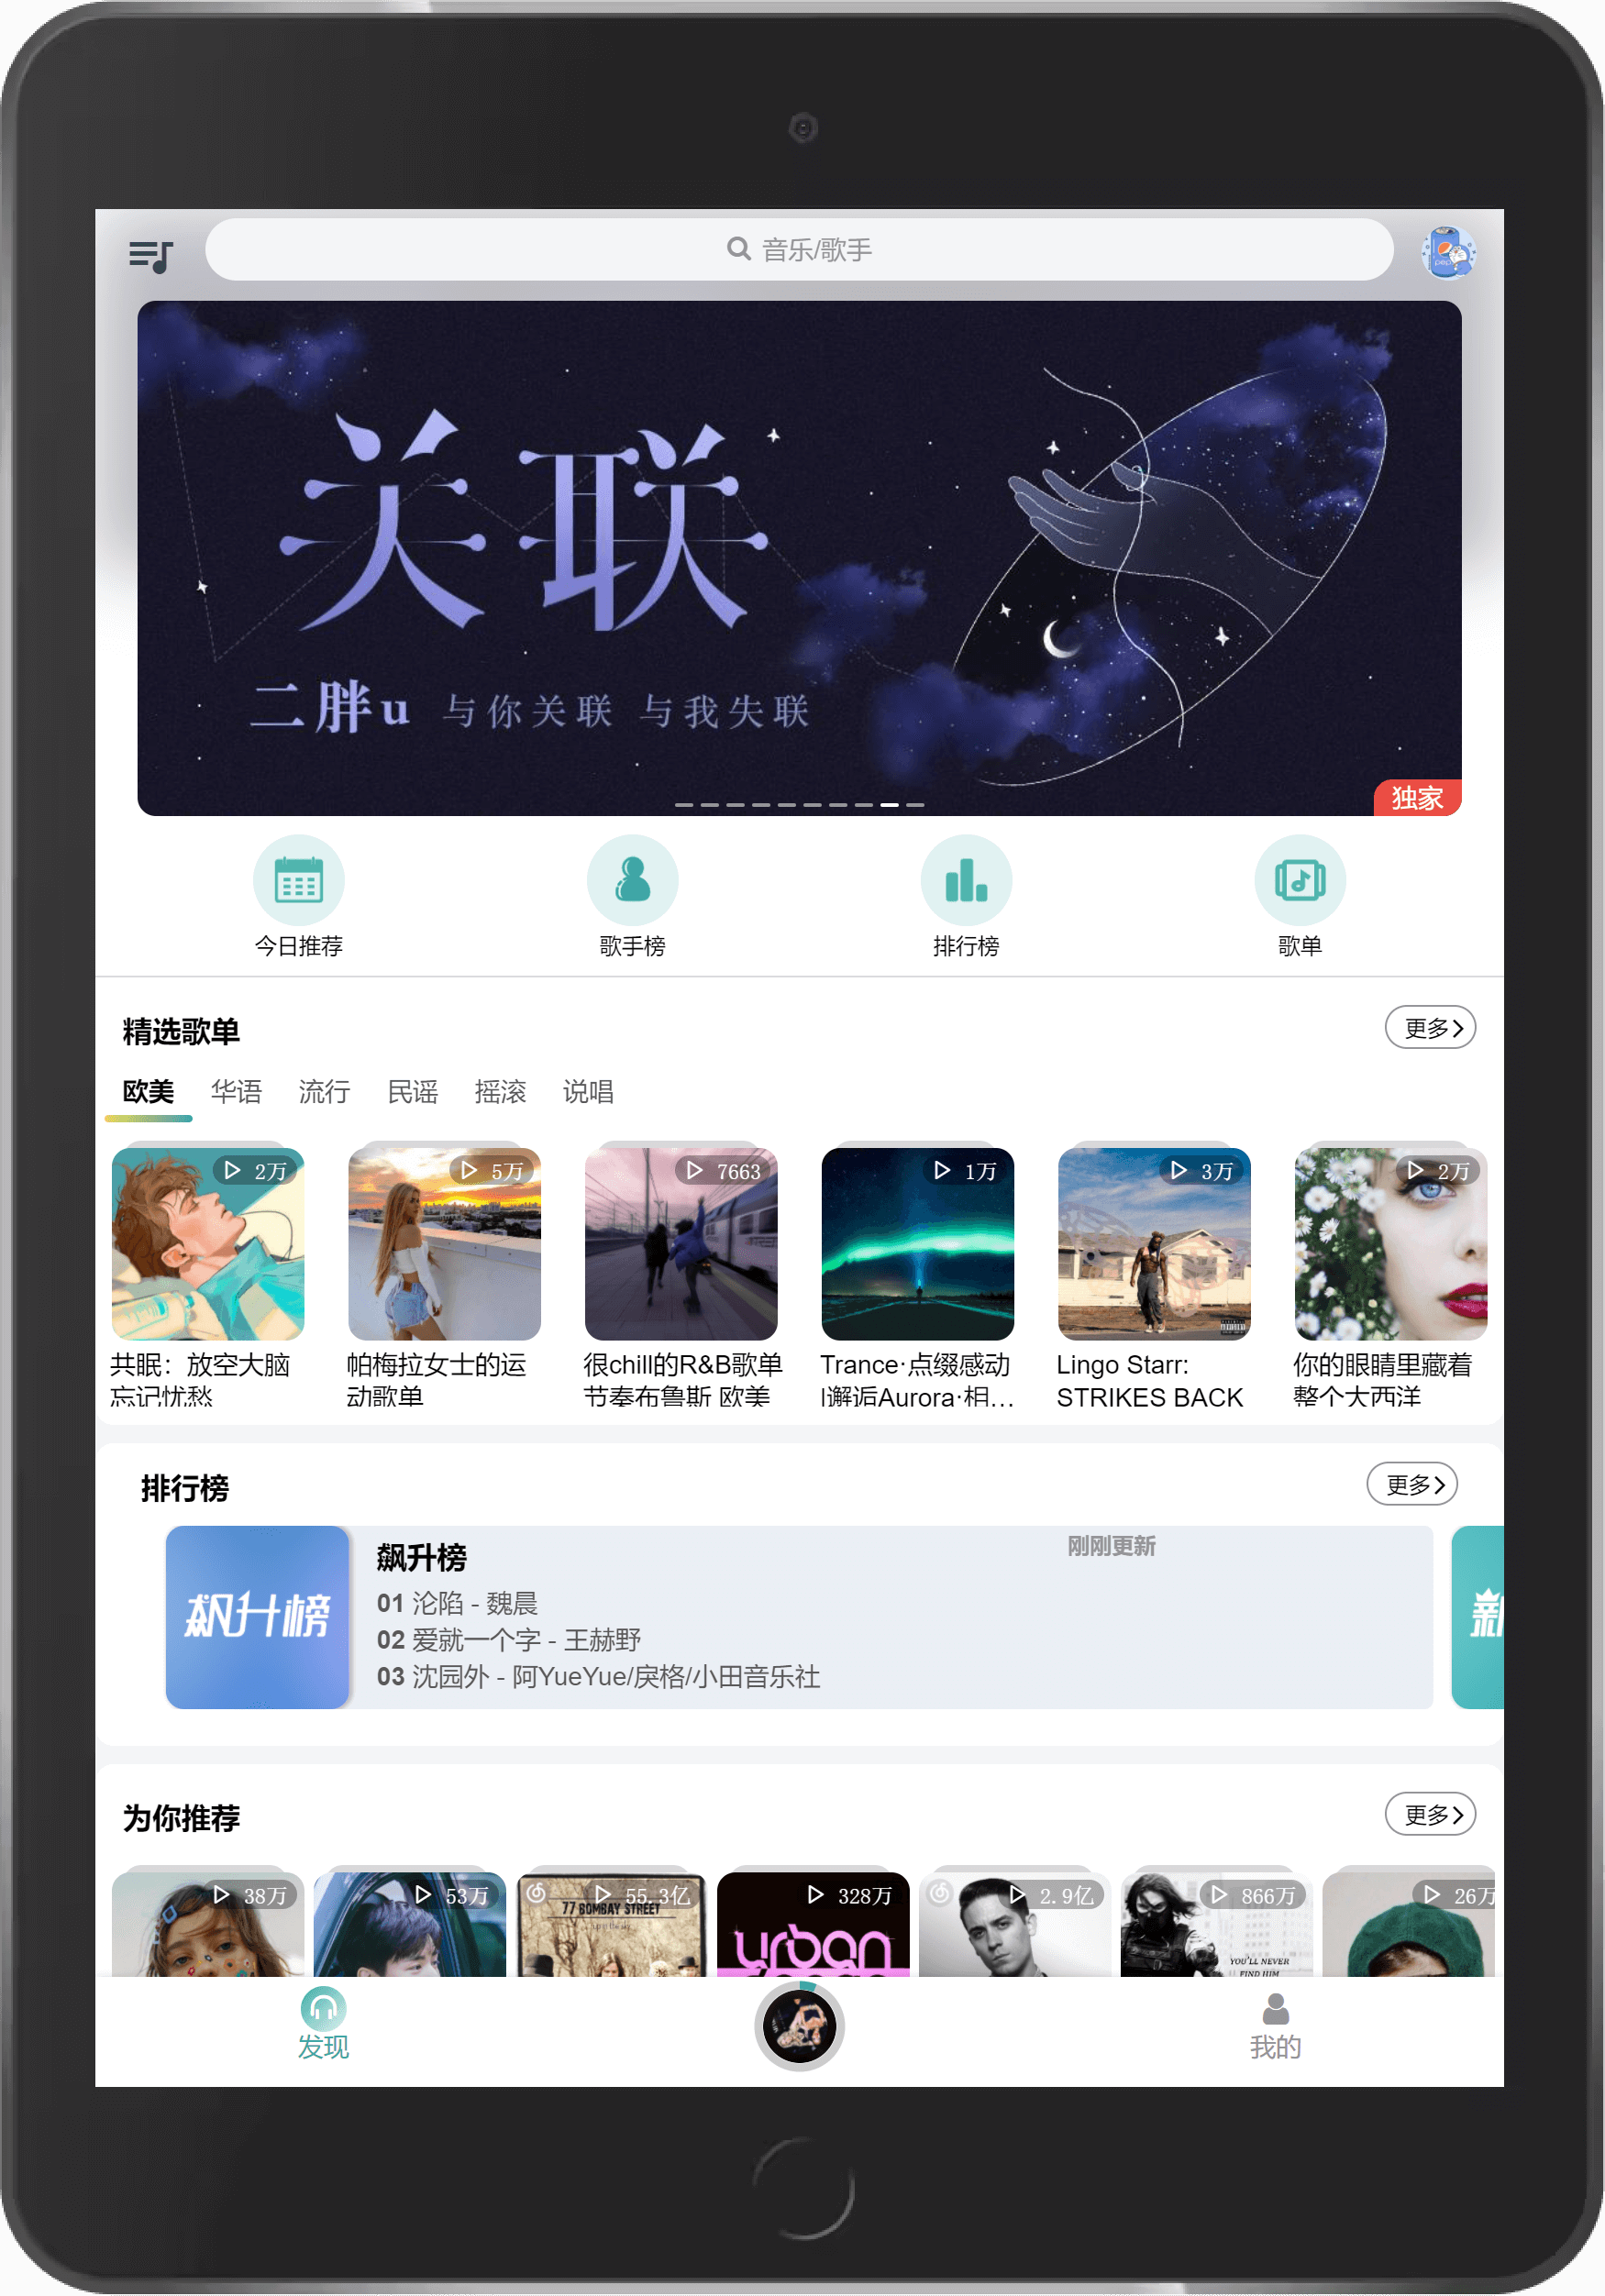 音乐/歌手
关联
二胖u 与你关联 与我失联
独家
今日推荐 歌手榜 排行榜 歌单
精选歌单 更多
欧美 华语 流行 民谣 摇滚 说唱
2万 5万 7663 1万 3万 2万
共眠：放空大脑
忘记忧愁
帕梅拉女士的运
动歌单
很chill的R&B歌单
节奏布鲁斯 欧美
Trance·点缀感动
|邂逅Aurora·相…
Lingo Starr:
STRIKES BACK
你的眼睛里藏着
整个大西洋
排行榜 更多
飙升榜
飙升榜 刚刚更新
01 沦陷 - 魏晨
02 爱就一个字 - 王赫野
03 沈园外 - 阿YueYue/戾格/小田音乐社
为你推荐 更多
38万 53万 55.3亿 328万 2.9亿 866万 26万
77 BOMBAY STREET
urban
YOU'LL NEVER
FIND HIM
发现 我的